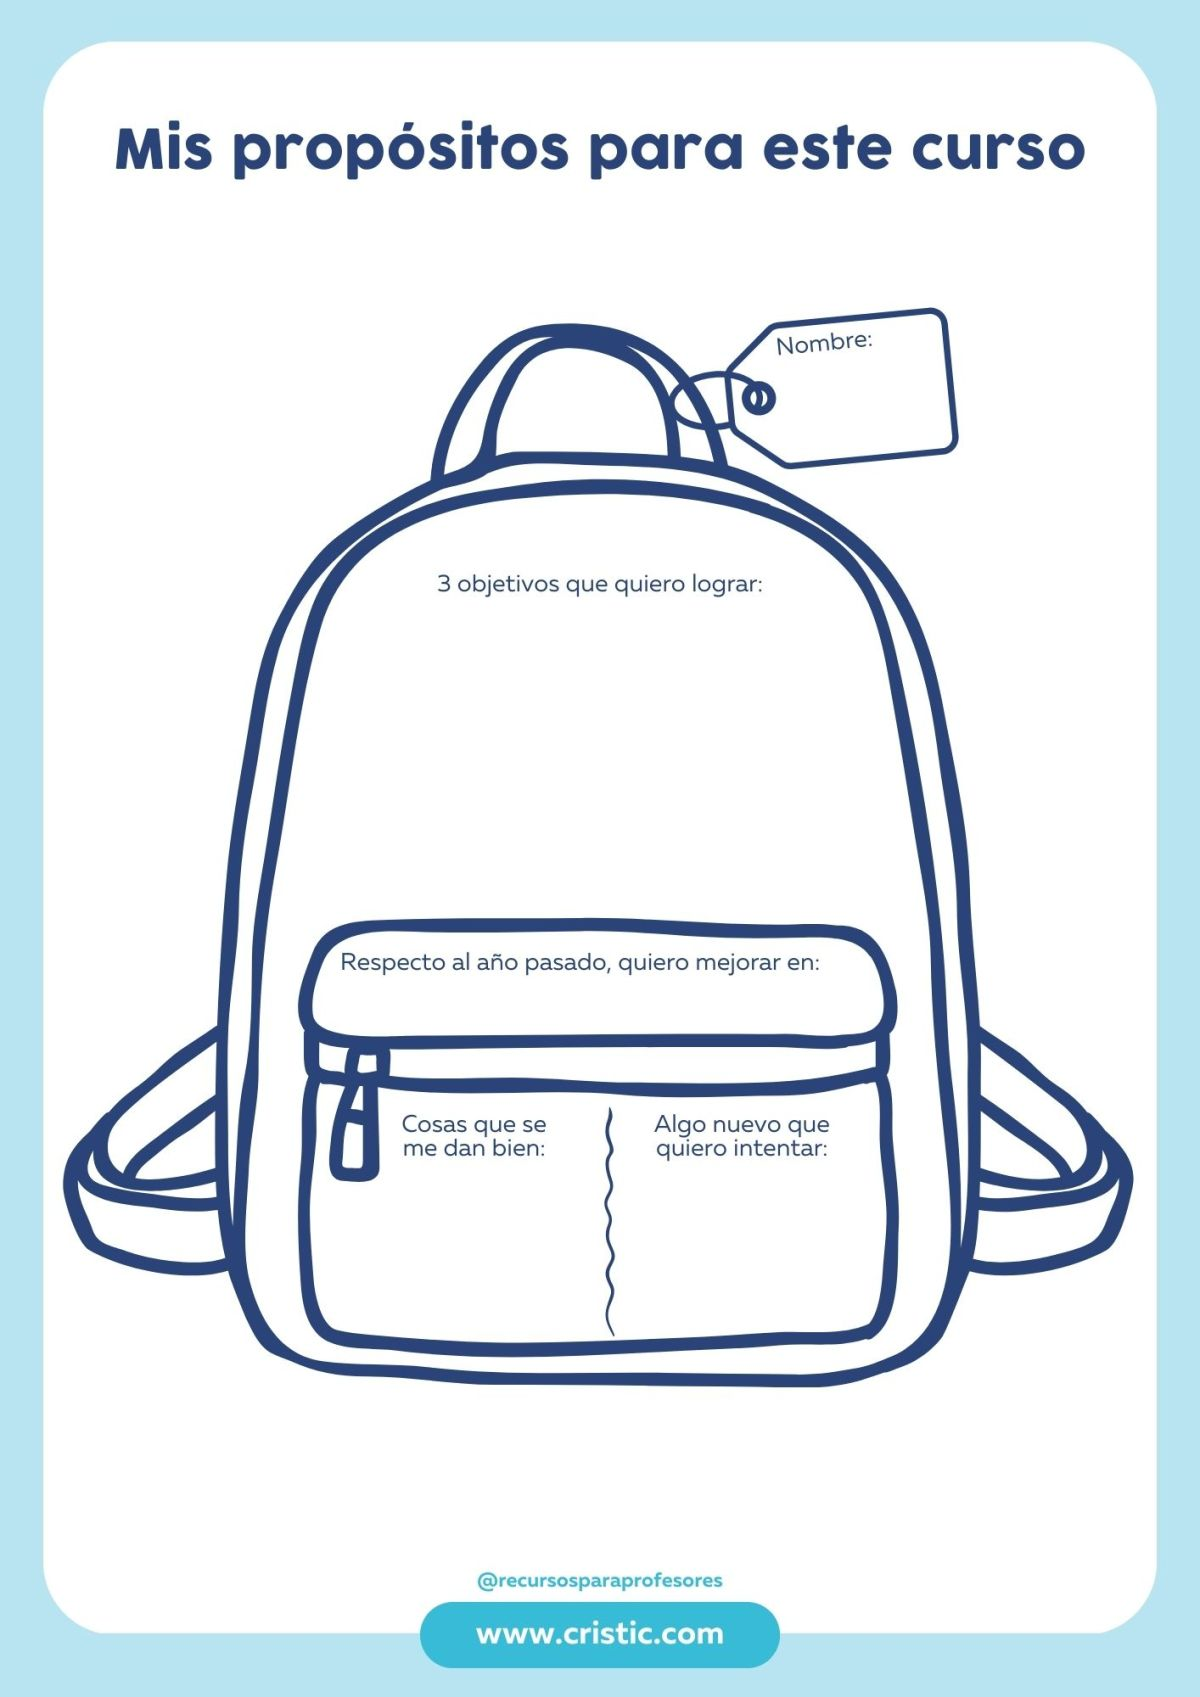 Mis propósitos para este curso
Nombre:
3 objetivos que quiero lograr:
Respecto al año pasado, quiero mejorar en:
Cosas que se
me dan bien:
Algo nuevo que
quiero intentar:
@recursosparaprofesores
www.cristic.com